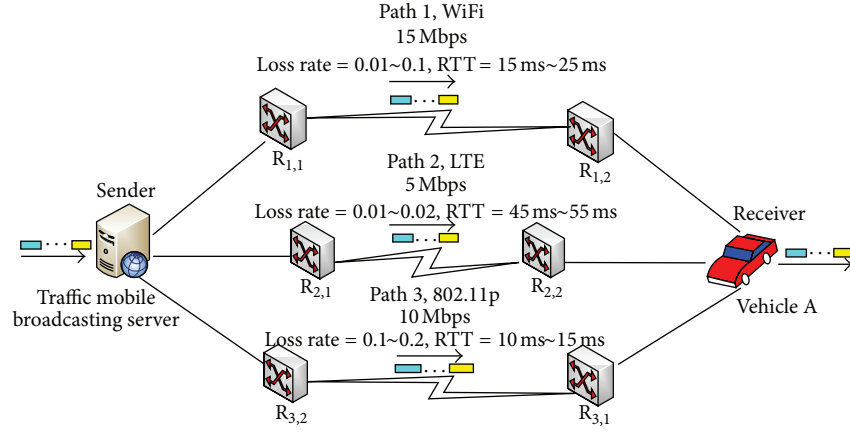 Path 1, WiFi
15 Mbps
Loss rate = 0.01~0.1, RTT = 15 ms~25 ms
R1,1
R1,2
Path 2, LTE
5 Mbps
Sender
Loss rate = 0.01~0.02, RTT = 45 ms~55 ms
Receiver
R2,1
R2,2
Traffic mobile
broadcasting server
Path 3, 802.11p
10 Mbps
Vehicle A
Loss rate = 0.1~0.2, RTT = 10 ms~15 ms
R3,2
R3,1